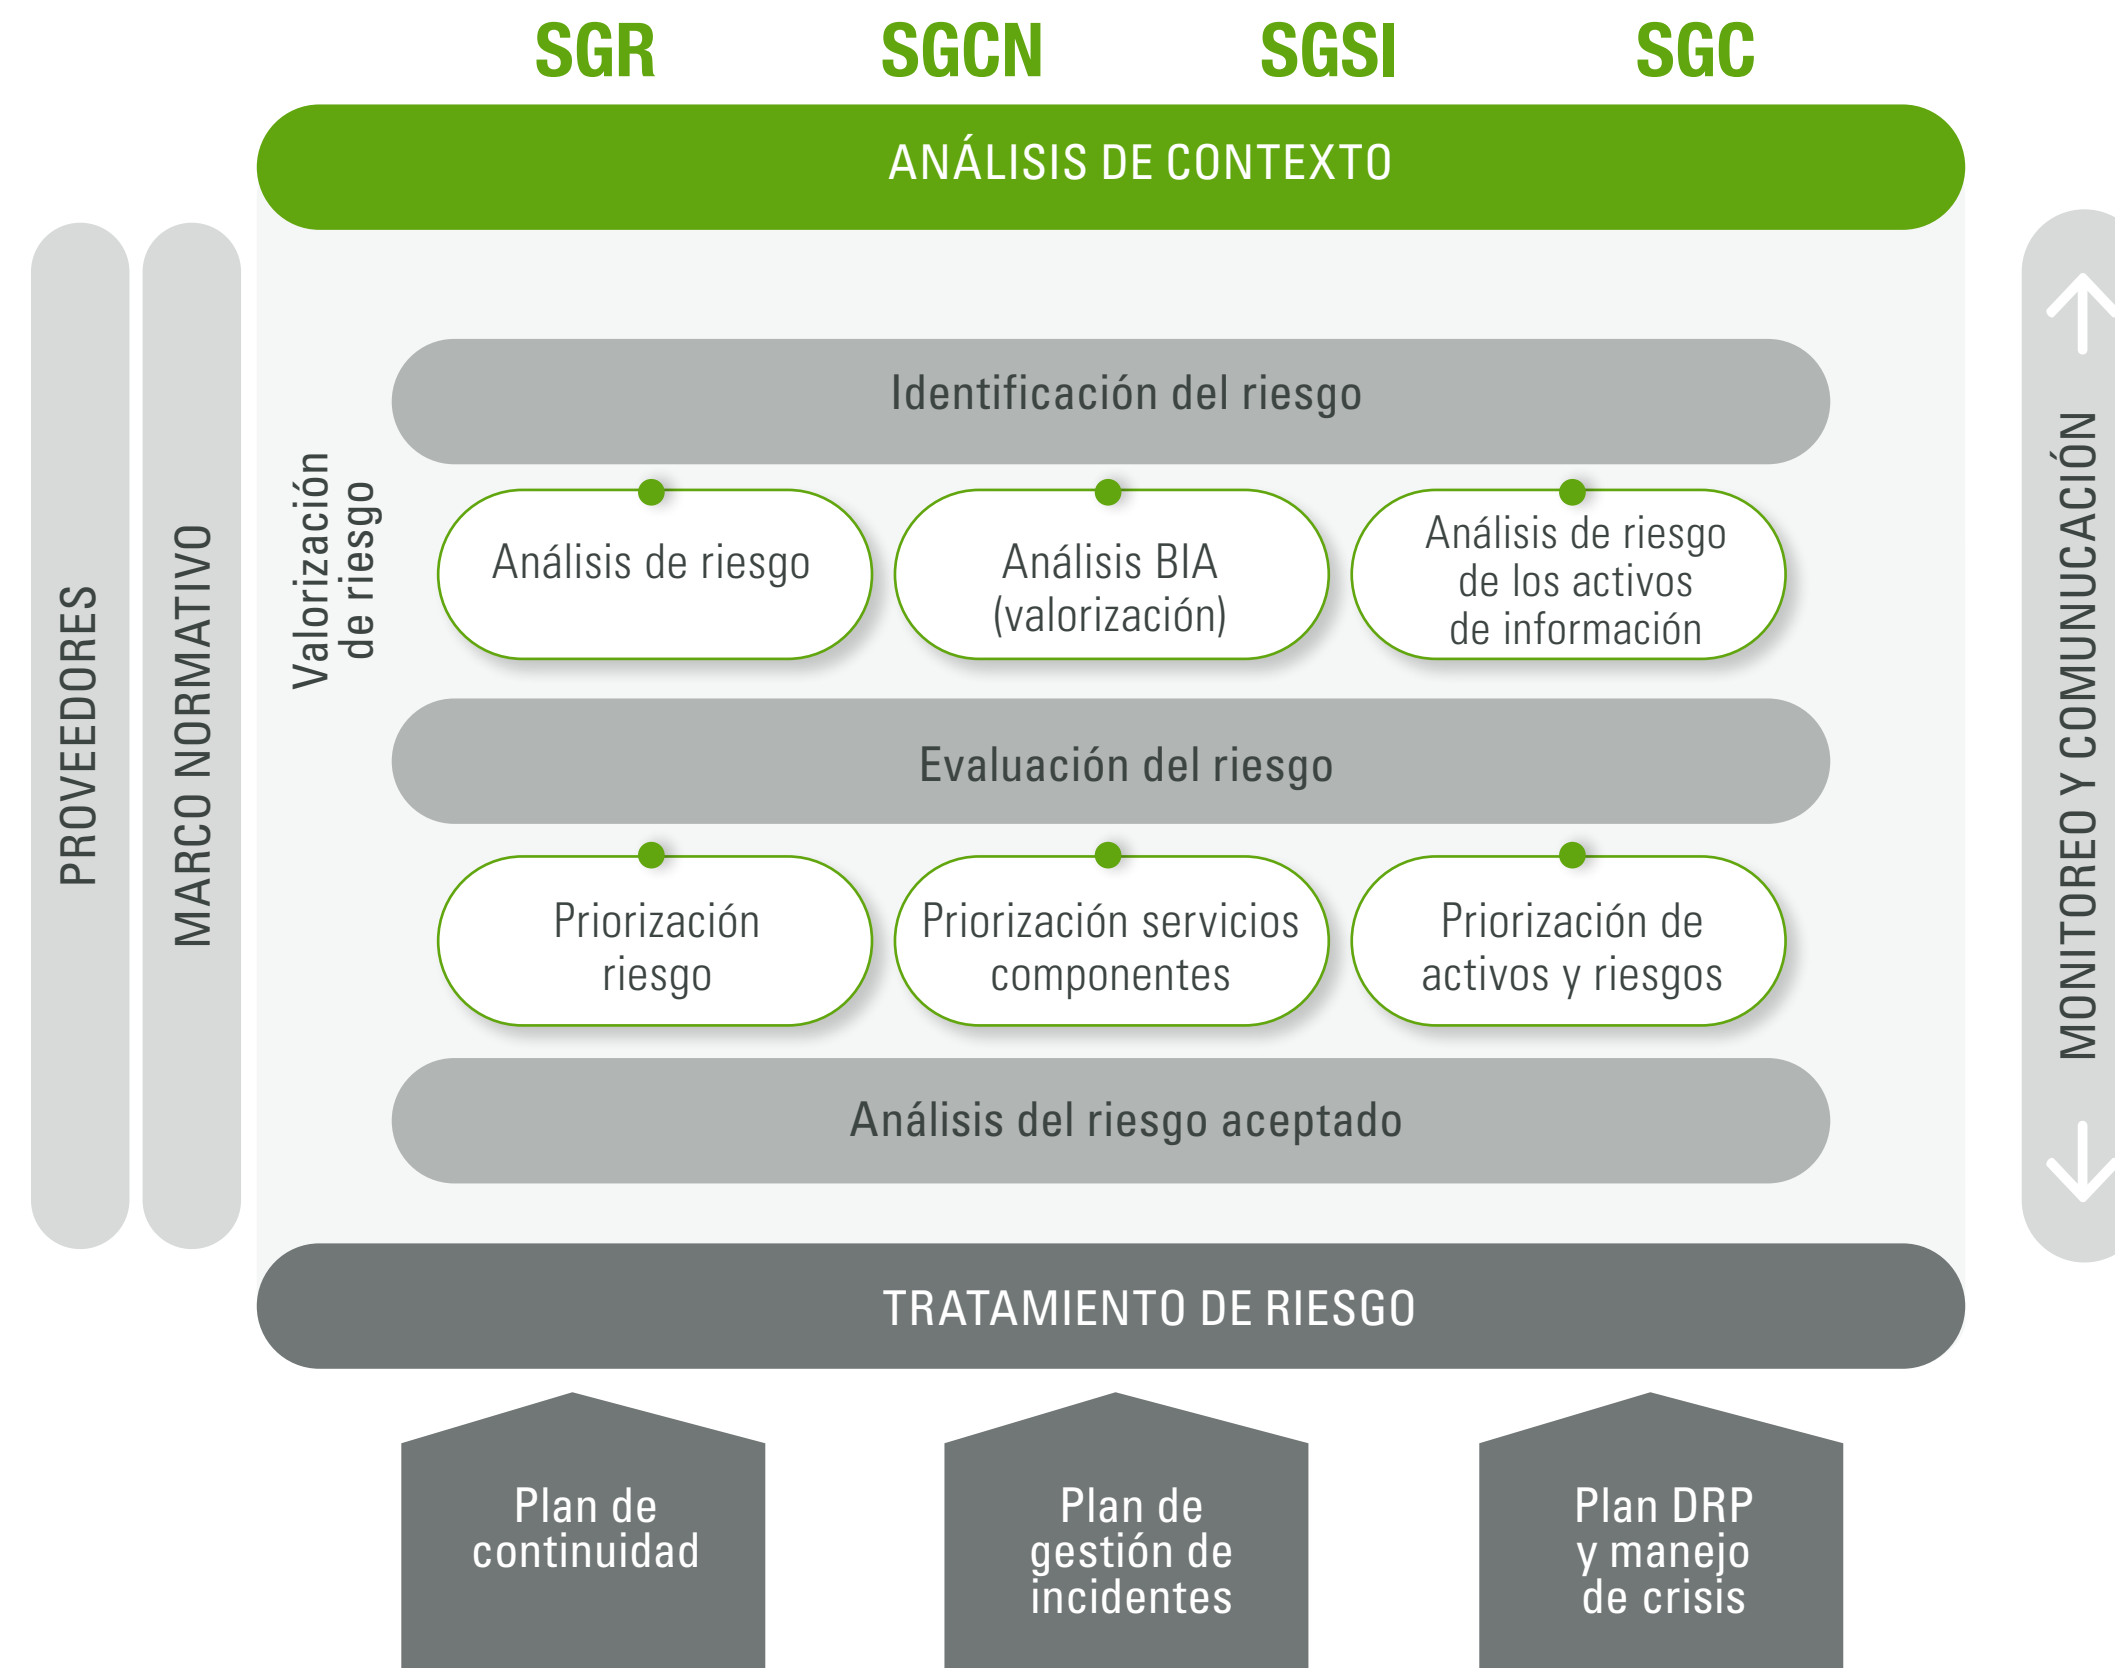 SGR SGCN SGSI SGC
ANÁLISIS DE CONTEXTO
PROVEEDORES
MARCO NORMATIVO
Valorización
de riesgo
Identificación del riesgo
Análisis de riesgo
Análisis BIA
(valorización)
Análisis de riesgo
de los activos
de información
Evaluación del riesgo
Priorización
riesgo
Priorización servicios
componentes
Priorización de
activos y riesgos
Análisis del riesgo aceptado
MONITOREO Y COMUNUCACIÓN
TRATAMIENTO DE RIESGO
Plan de
continuidad
Plan de
gestión de
incidentes
Plan DRP
y manejo
de crisis